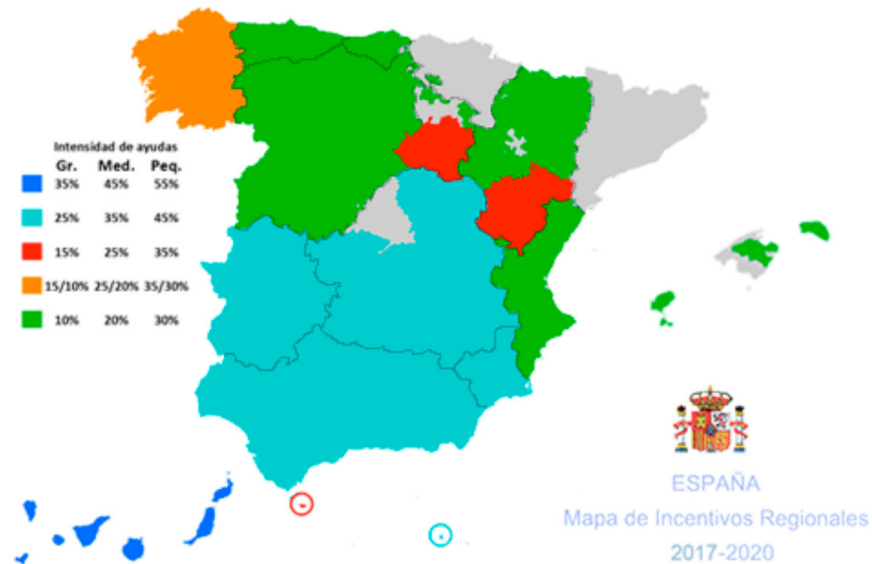 Intensidad de ayudas
Gr. Med. Peq.
35% 45% 55%
25% 35% 45%
15% 25% 35%
15/10% 25/20% 35/30%
10% 20% 30%
ESPAÑA
Mapa de Incentivos Regionales
2017-2020